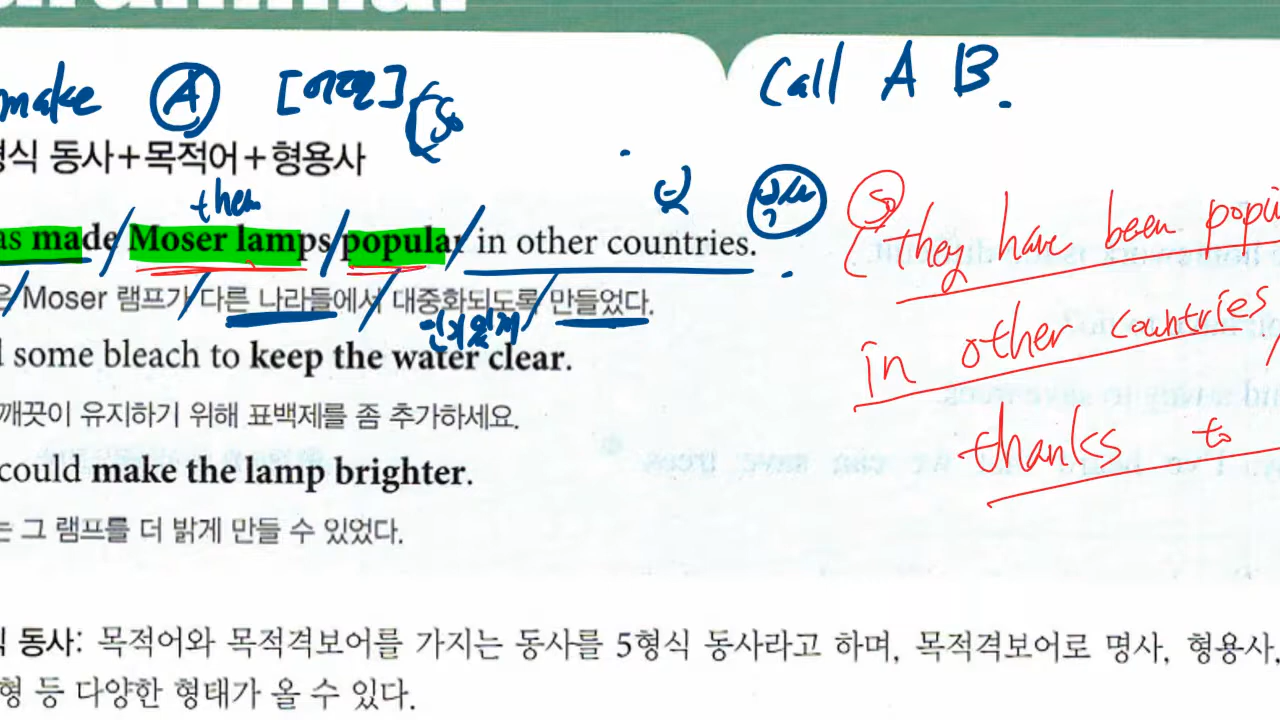 make A [여러] So
Call A B.
형식 동사+목적어+형용사
them
as made / Moser lamps / popular / in other countries.
So they have been popu
Moser 램프가 다른 나라들에서 대중화되도록 만들었다.
in other countries
some bleach to keep the water clear.
깨끗이 유지하기 위해 표백제를 좀 추가하세요.
thanks to
could make the lamp brighter.
는 그 램프를 더 밝게 만들 수 있었다.
식 동사: 목적어와 목적격보어를 가지는 동사를 5형식 동사라고 하며, 목적격보어로 명사, 형용사,
형 등 다양한 형태가 올 수 있다.